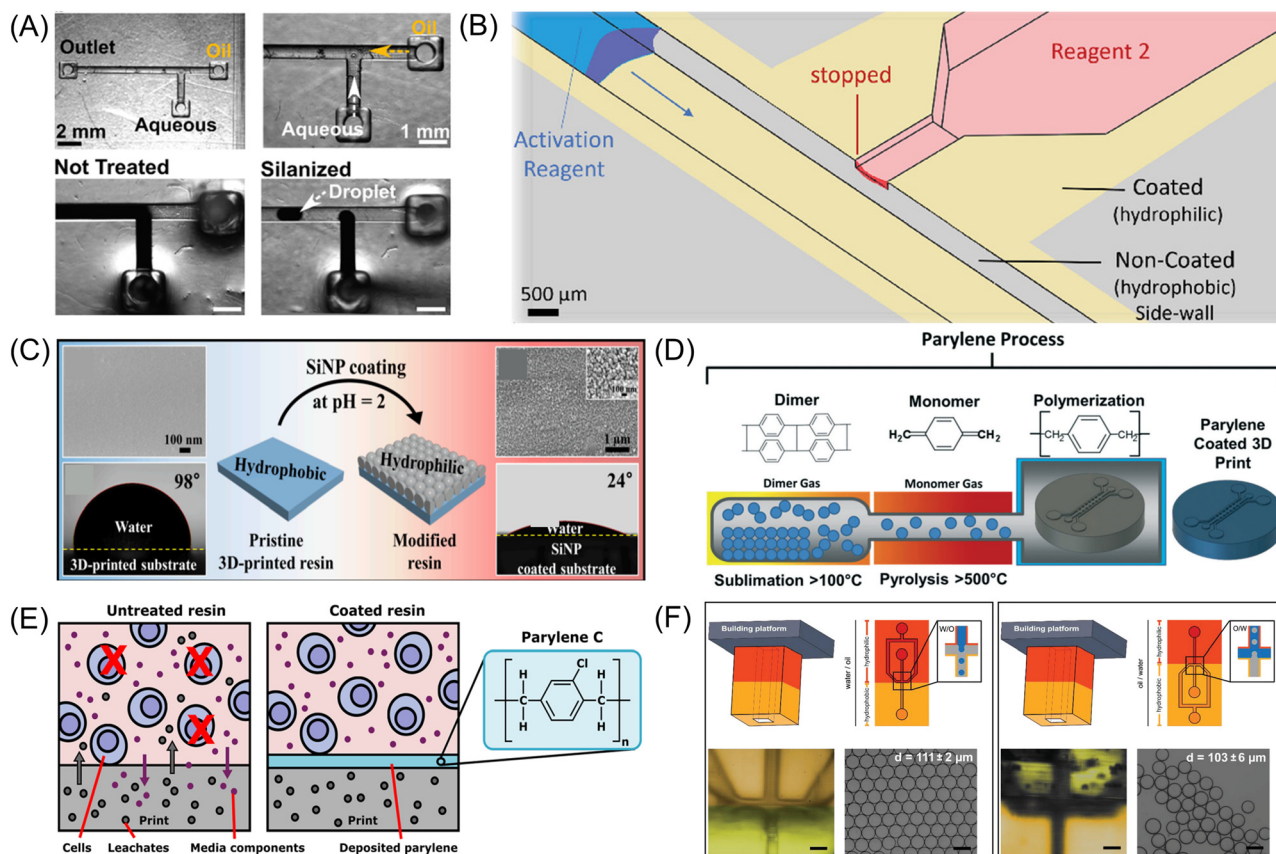 (A)
Outlet
Oil
Aqueous
2 mm
Oil
Aqueous
1 mm
Not Treated
Silanized
Droplet
(B)
Reagent 2
stopped
Activation
Reagent
Coated
(hydrophilic)
Non-Coated
(hydrophobic)
Side-wall
500 µm
(C)
100 nm
98°
Water
3D-printed substrate
SiNP coating
at pH = 2
Hydrophobic
Pristine
3D-printed resin
Hydrophilic
Modified
resin
100 nm
1 µm
24°
Water
SiNP
coated substrate
(D)
Parylene Process
Dimer
Monomer
Polymerization
H₂C
CH₂
CH₂
CH₂
Parylene
Coated 3D
Print
Dimer Gas
Monomer Gas
Sublimation >100°C
Pyrolysis >500°C
(E)
Untreated resin
Coated resin
X
X
X
Print
Print
Cells
Leachates
Media components
Deposited parylene
Parylene C
Cl
H
H
C
C
H
H
n
(F)
Building platform
water / oil
hydrophobic
hydrophilic
W/O
d = 111 ± 2 µm
Building platform
oil / water
hydrophobic
hydrophilic
O/W
d = 103 ± 6 µm